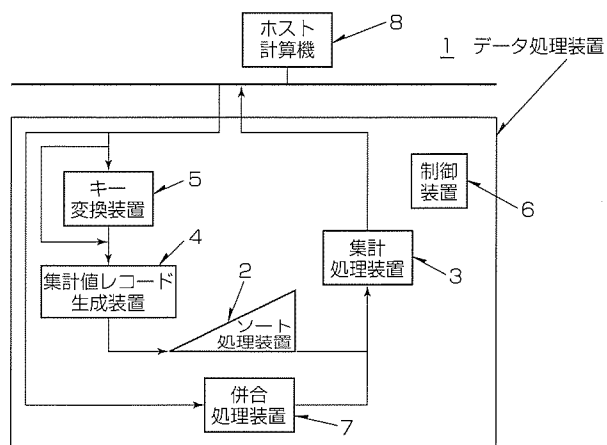 ホスト
計算機
8
1 データ処理装置
キー
変換装置
5
制御
装置
6
4
集計値レコード
生成装置
2
ソート
処理装置
集計
処理装置
3
併合
処理装置
7